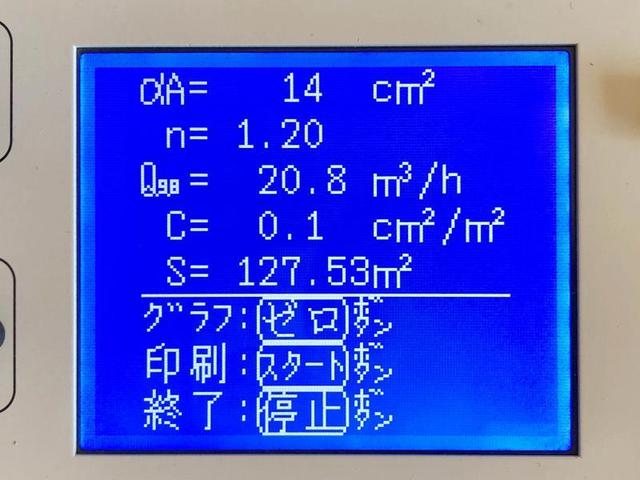 αA= 14 cm²
n= 1.20
Q₉.₈= 20.8 m³/h
C= 0.1 cm²/m²
S= 127.53m²
グラフ:(ゼロ)ボタン
印刷:(スタート)ボタン
終了:(停止)ボタン